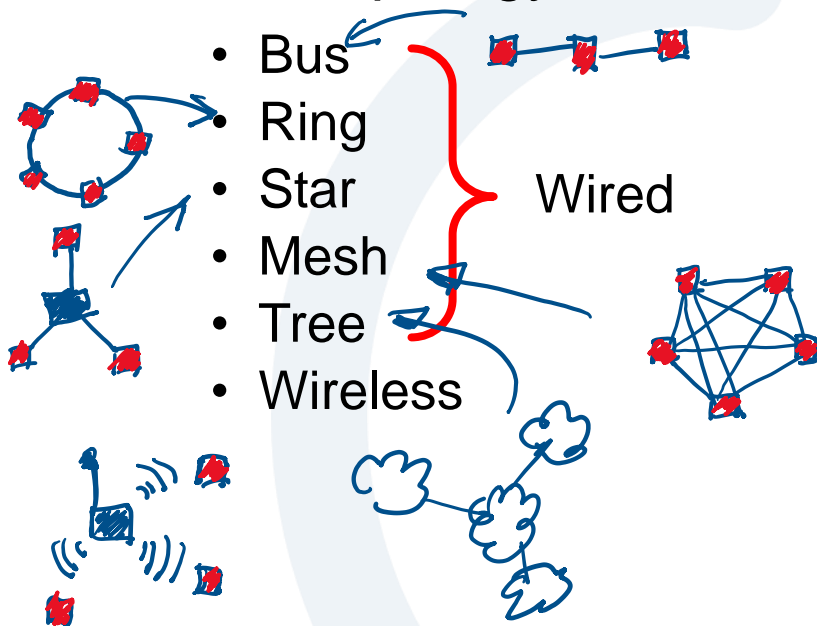 • Bus
• Ring
• Star
• Mesh
• Tree
• Wireless
Wired